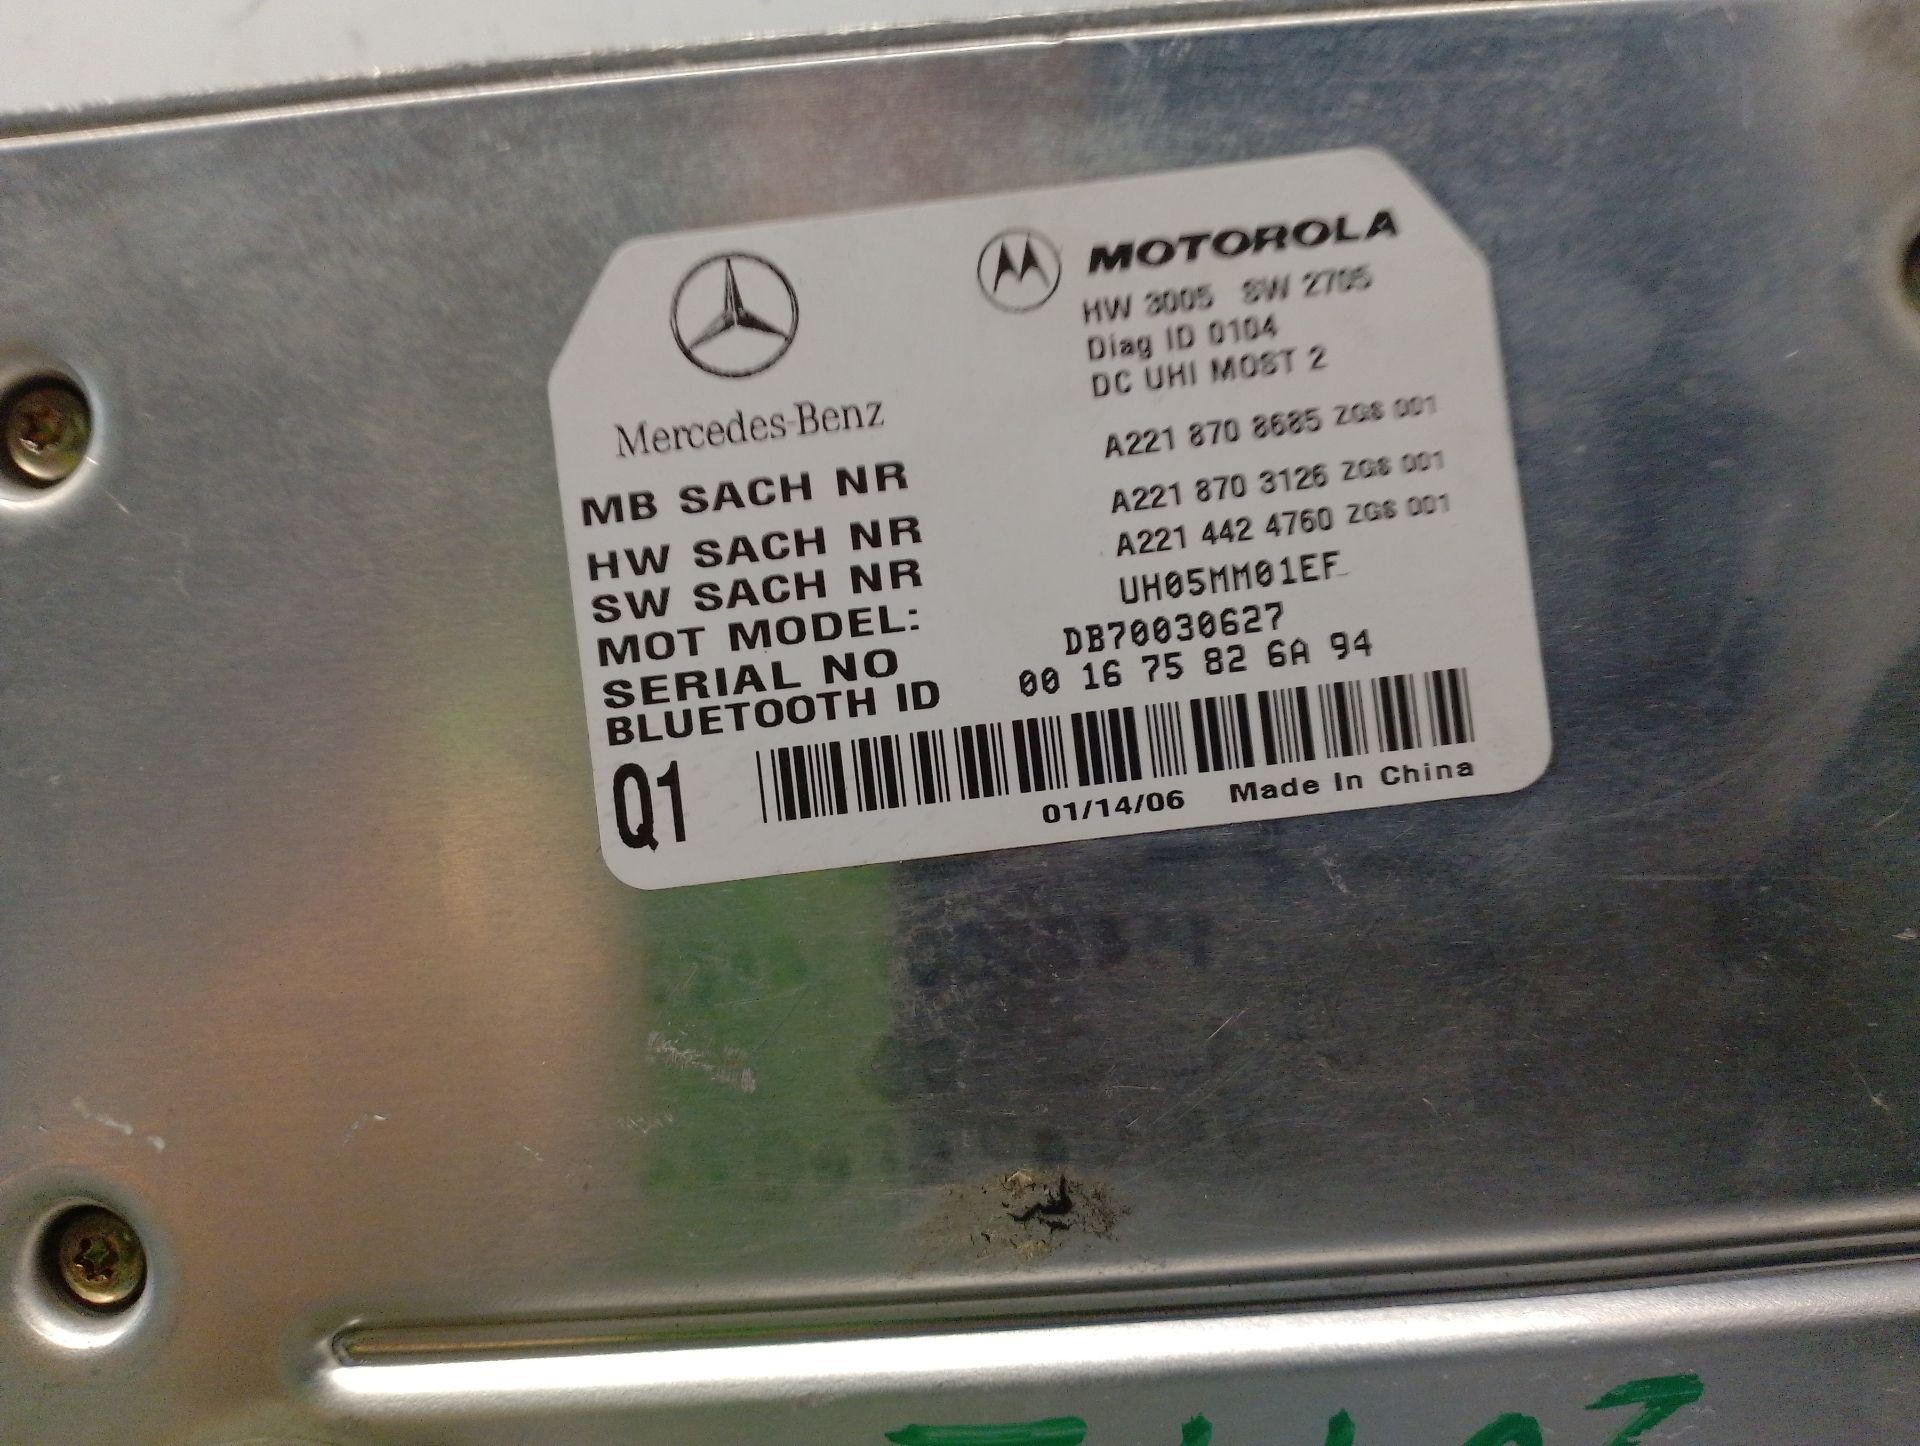 MOTOROLA
HW 3005 SW 2705
Diag ID 0104
DC UHI MOST 2
Mercedes-Benz
MB SACH NR A221 870 8685 ZGS 001
HW SACH NR A221 870 3126 ZGS 001
SW SACH NR A221 442 4760 ZGS 001
MOT MODEL: UH05MM01EF
SERIAL NO DB70030627
BLUETOOTH ID 00 16 75 82 6A 94
Q1
01/14/06 Made In China